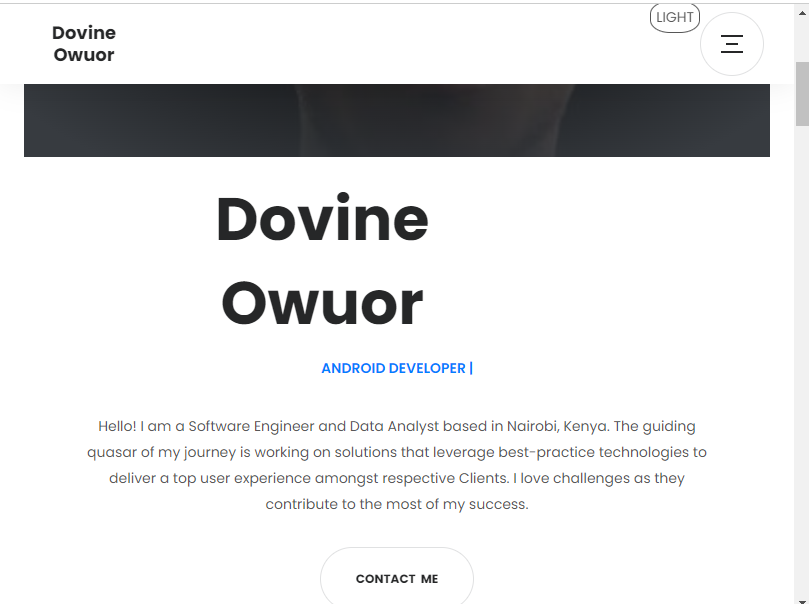 LIGHT
Dovine
Owuor
Dovine
Owuor
ANDROID DEVELOPER |
Hello! I am a Software Engineer and Data Analyst based in Nairobi, Kenya. The guiding
quasar of my journey is working on solutions that leverage best-practice technologies to
deliver a top user experience amongst respective Clients. I love challenges as they
contribute to the most of my success.
CONTACT ME